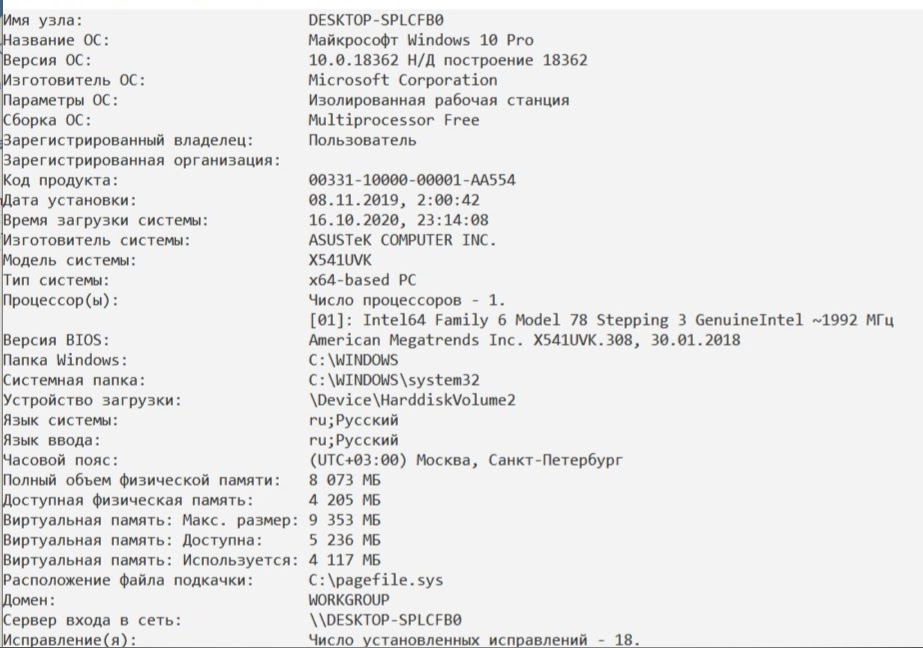 Имя узла: DESKTOP-SPLCFB0
Название ОС: Майкрософт Windows 10 Pro
Версия ОС: 10.0.18362 Н/Д построение 18362
Изготовитель ОС: Microsoft Corporation
Параметры ОС: Изолированная рабочая станция
Сборка ОС: Multiprocessor Free
Зарегистрированный владелец: Пользователь
Зарегистрированная организация:
Код продукта: 00331-10000-00001-AA554
Дата установки: 08.11.2019, 2:00:42
Время загрузки системы: 16.10.2020, 23:14:08
Изготовитель системы: ASUSTeK COMPUTER INC.
Модель системы: X541UVK
Тип системы: x64-based PC
Процессор(ы): Число процессоров - 1.
[01]: Intel64 Family 6 Model 78 Stepping 3 GenuineIntel ~1992 МГц
Версия BIOS: American Megatrends Inc. X541UVK.308, 30.01.2018
Папка Windows: C:\WINDOWS
Системная папка: C:\WINDOWS\system32
Устройство загрузки: \Device\HarddiskVolume2
Язык системы: ru;Русский
Язык ввода: ru;Русский
Часовой пояс: (UTC+03:00) Москва, Санкт-Петербург
Полный объем физической памяти: 8 073 МБ
Доступная физическая память: 4 205 МБ
Виртуальная память: Макс. размер: 9 353 МБ
Виртуальная память: Доступна: 5 236 МБ
Виртуальная память: Используется: 4 117 МБ
Расположение файла подкачки: C:\pagefile.sys
Домен: WORKGROUP
Сервер входа в сеть: \\DESKTOP-SPLCFB0
Исправление(я): Число установленных исправлений - 18.